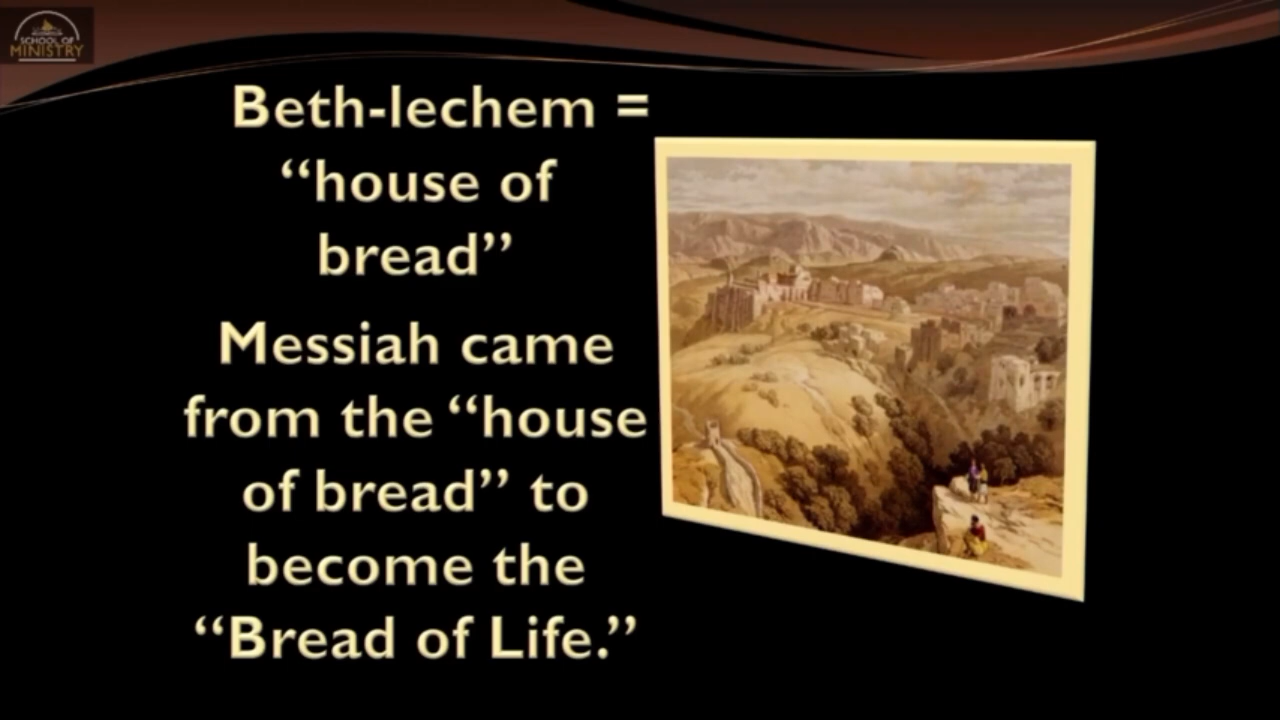 SCHOOL OF
MINISTRY
Beth-lechem =
“house of
bread”
Messiah came
from the “house
of bread” to
become the
“Bread of Life.”